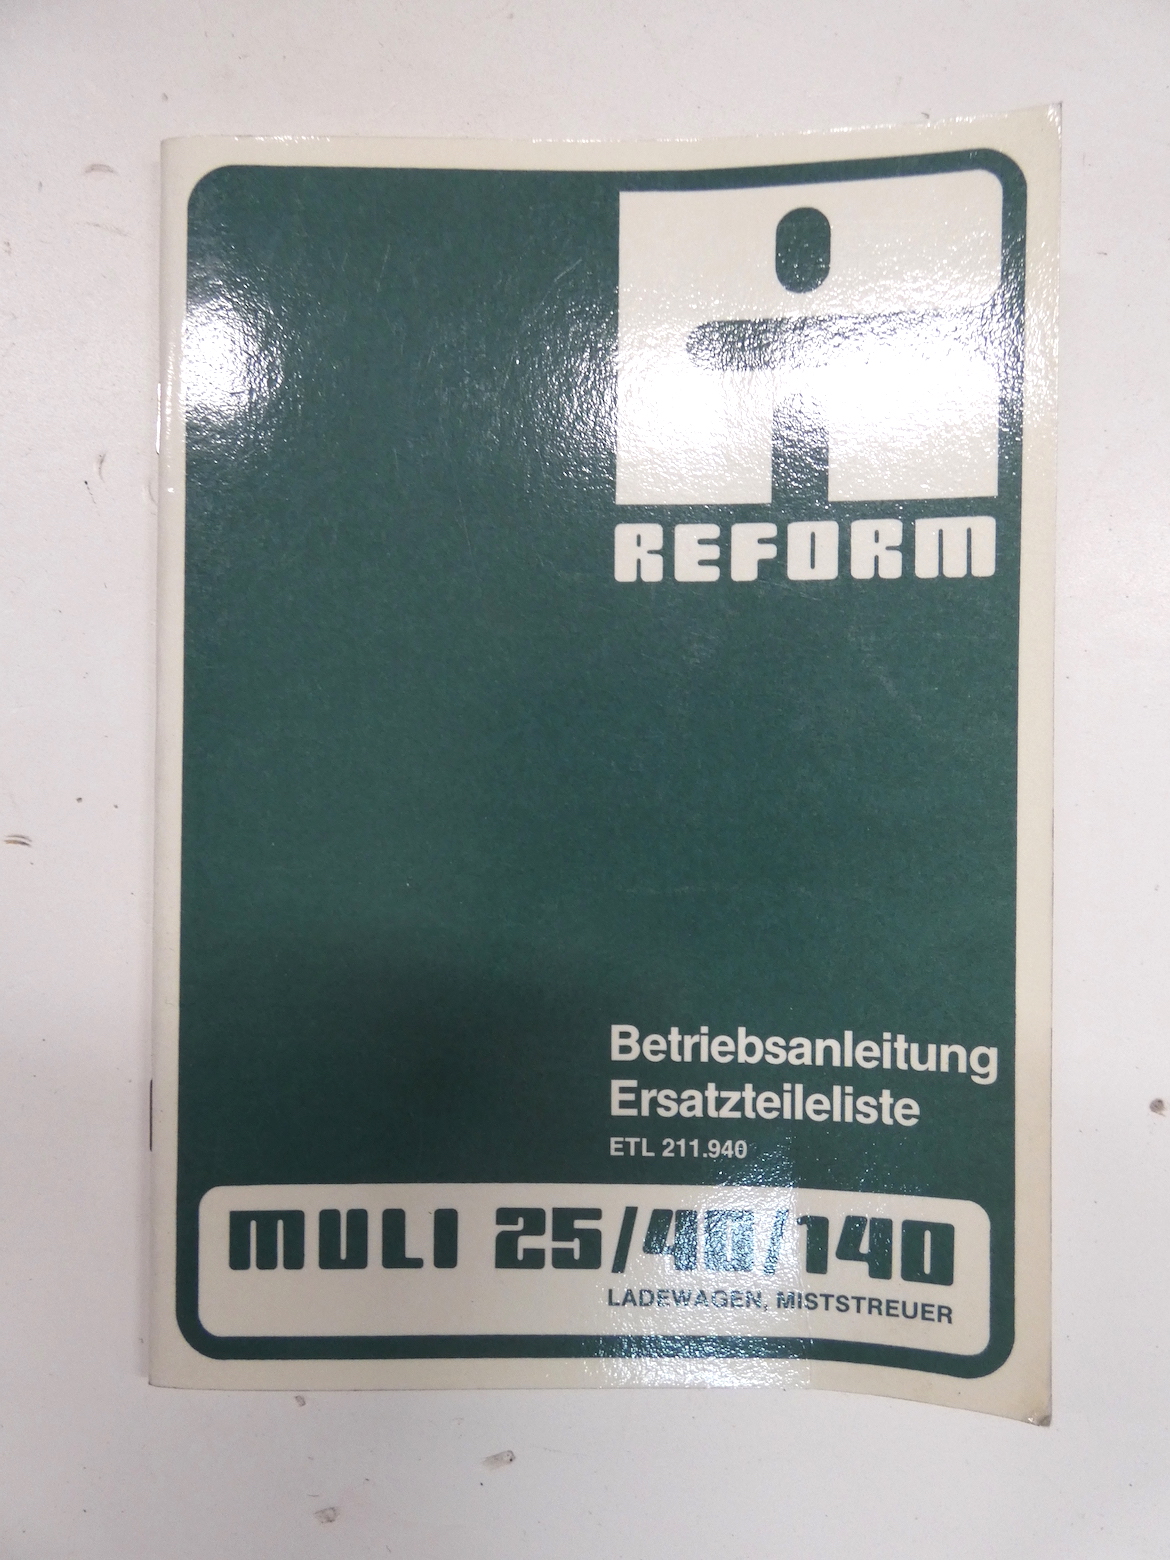 REFORM
Betriebsanleitung
Ersatzteileliste
ETL 211.940
MULI 25/40/140
LADEWAGEN, MISTSTREUER